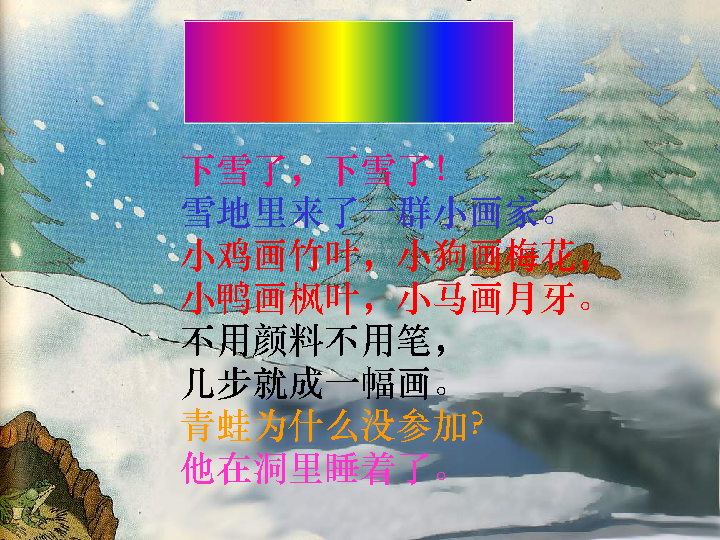 下雪了，下雪了！
雪地里来了一群小画家。
小鸡画竹叶，小狗画梅花，
小鸭画枫叶，小马画月牙。
不用颜料不用笔，
几步就成一幅画。
青蛙为什么没参加?
他在洞里睡着了。